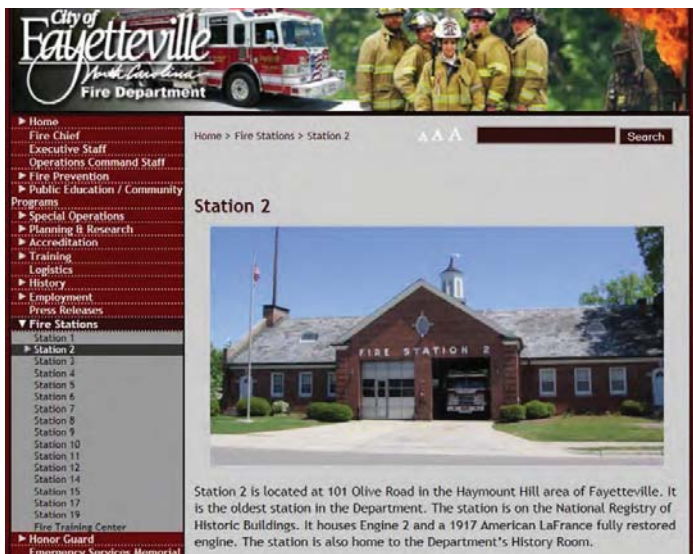 City of
Fayetteville
North Carolina
Fire Department
▶ Home
Fire Chief
Executive Staff
Operations Command Staff
▶ Fire Prevention
▶ Public Education / Community
Programs
▶ Special Operations
▶ Planning & Research
▶ Accreditation
▶ Training
Logistics
▶ History
▶ Employment
Press Releases
▼ Fire Stations
Station 1
▶ Station 2
Station 3
Station 4
Station 5
Station 6
Station 7
Station 8
Station 9
Station 10
Station 11
Station 12
Station 14
Station 15
Station 17
Station 19
Fire Training Center
▶ Honor Guard
Emergency Services Memorial
Home > Fire Stations > Station 2
A A A
Search
Station 2
FIRE STATION 2
Station 2 is located at 101 Olive Road in the Haymount Hill area of Fayetteville. It
is the oldest station in the Department. The station is on the National Registry of
Historic Buildings. It houses Engine 2 and a 1917 American LaFrance fully restored
engine. The station is also home to the Department's History Room.